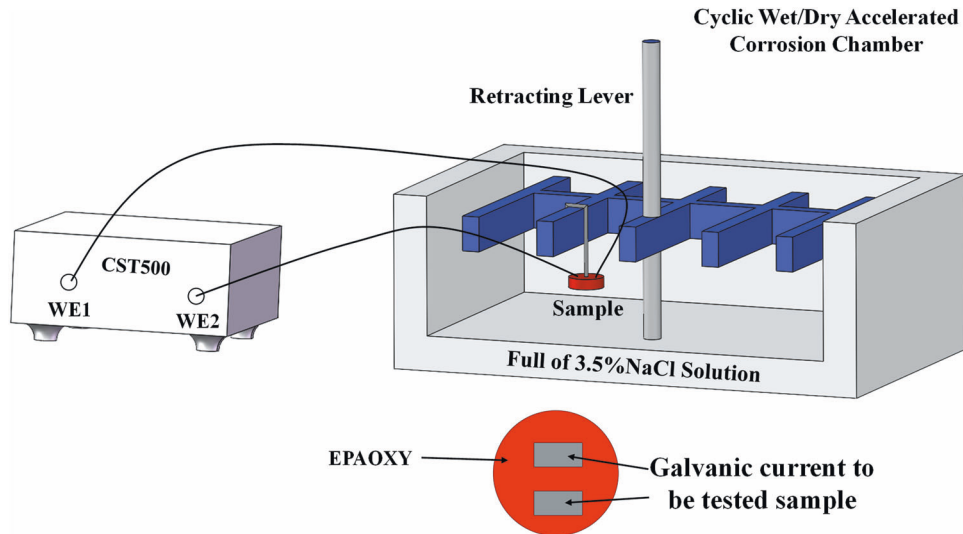 Cyclic Wet/Dry Accelerated
Corrosion Chamber
Retracting Lever
CST500
WE1
WE2
Sample
Full of 3.5%NaCl Solution
EPAOXY
Galvanic current to
be tested sample